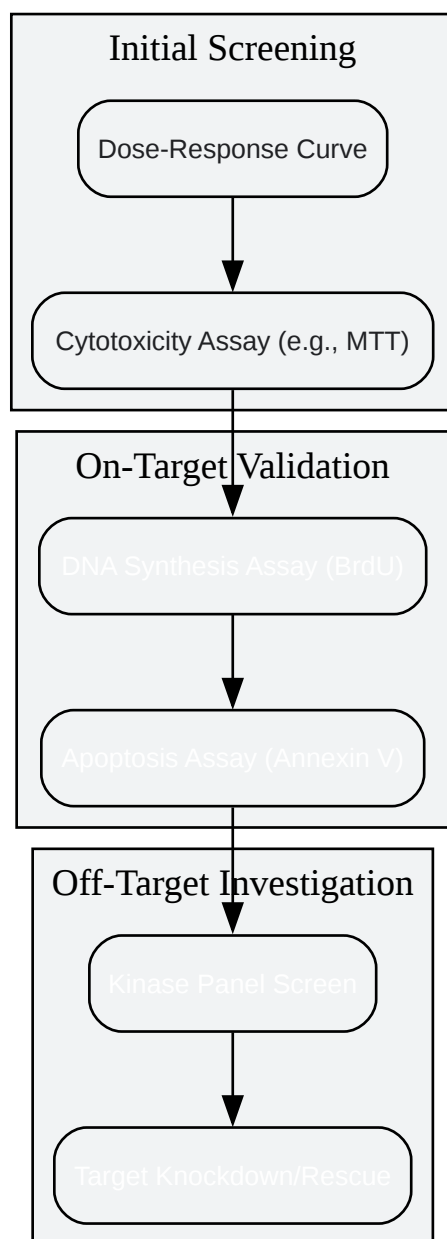 Initial Screening
Dose-Response Curve
Cytotoxicity Assay (e.g., MTT)
On-Target Validation
DNA Synthesis Assay (BrdU)
Apoptosis Assay (Annexin V)
Off-Target Investigation
Kinase Panel Screen
Target Knockdown/Rescue